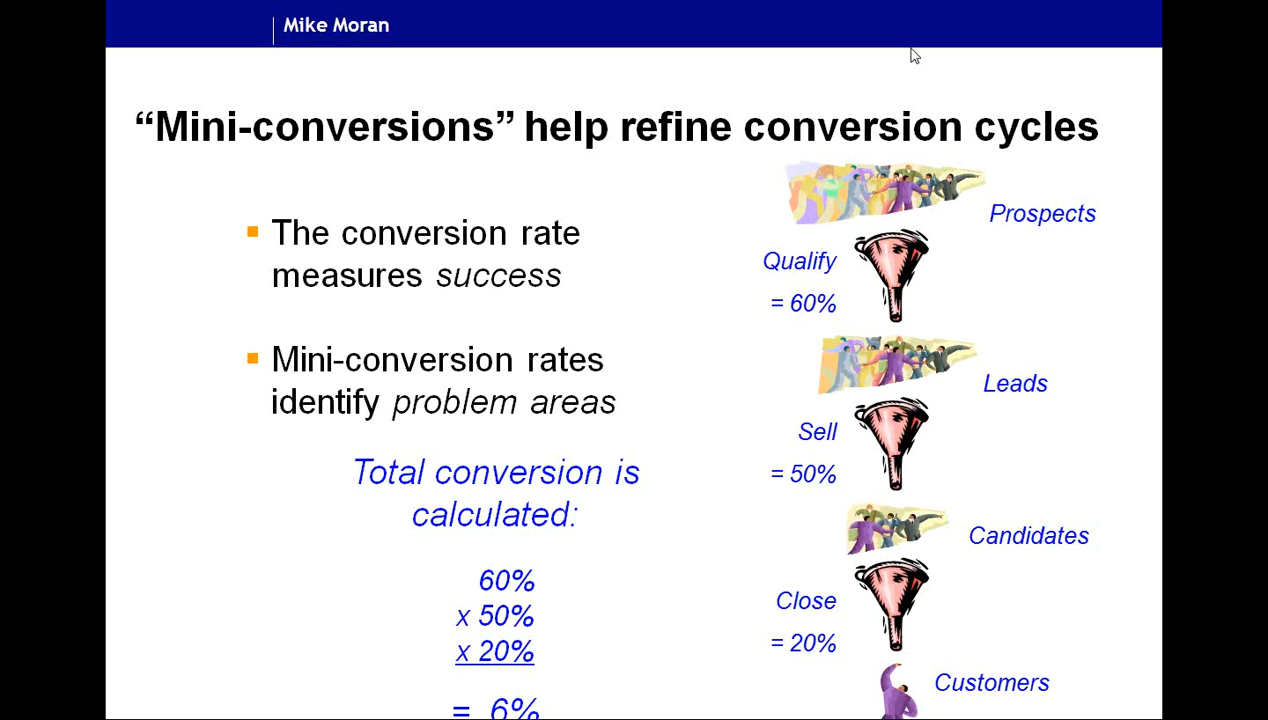 Mike Moran
“Mini-conversions” help refine conversion cycles
The conversion rate
measures success
Mini-conversion rates
identify problem areas
Total conversion is
calculated:
60%
x 50%
x 20%
= 6%
Prospects
Qualify
= 60%
Leads
Sell
= 50%
Candidates
Close
= 20%
Customers